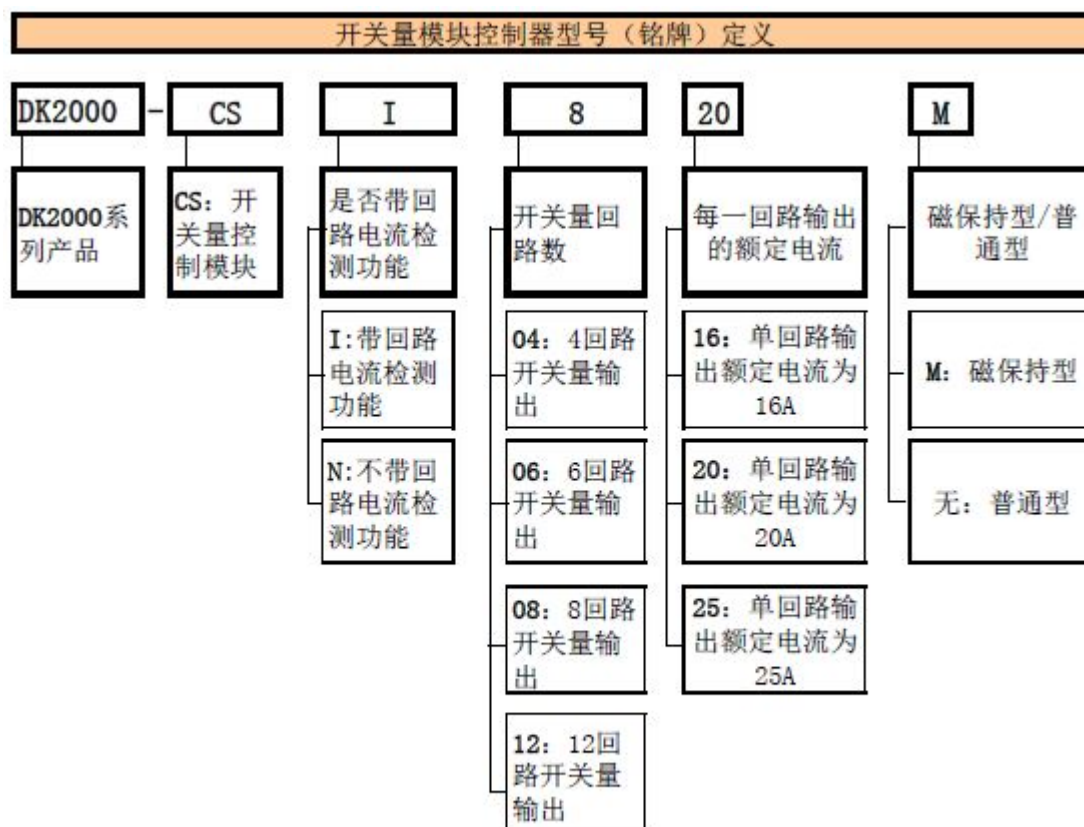 开关量模块控制器型号（铭牌）定义
DK2000 - CS I 8 20 M
DK2000系
列产品
CS：开
关量控
制模块
是否带回
路电流检
测功能
开关量回
路数
每一回路输出
的额定电流
磁保持型/普
通型
I:带回路
电流检测
功能
N:不带回
路电流检
测功能
04：4回路
开关量输
出
06：6回路
开关量输
出
08：8回路
开关量输
出
12：12回
路开关量
输出
16：单回路输
出额定电流为
16A
20：单回路输
出额定电流为
20A
25：单回路输
出额定电流为
25A
M：磁保持型
无：普通型